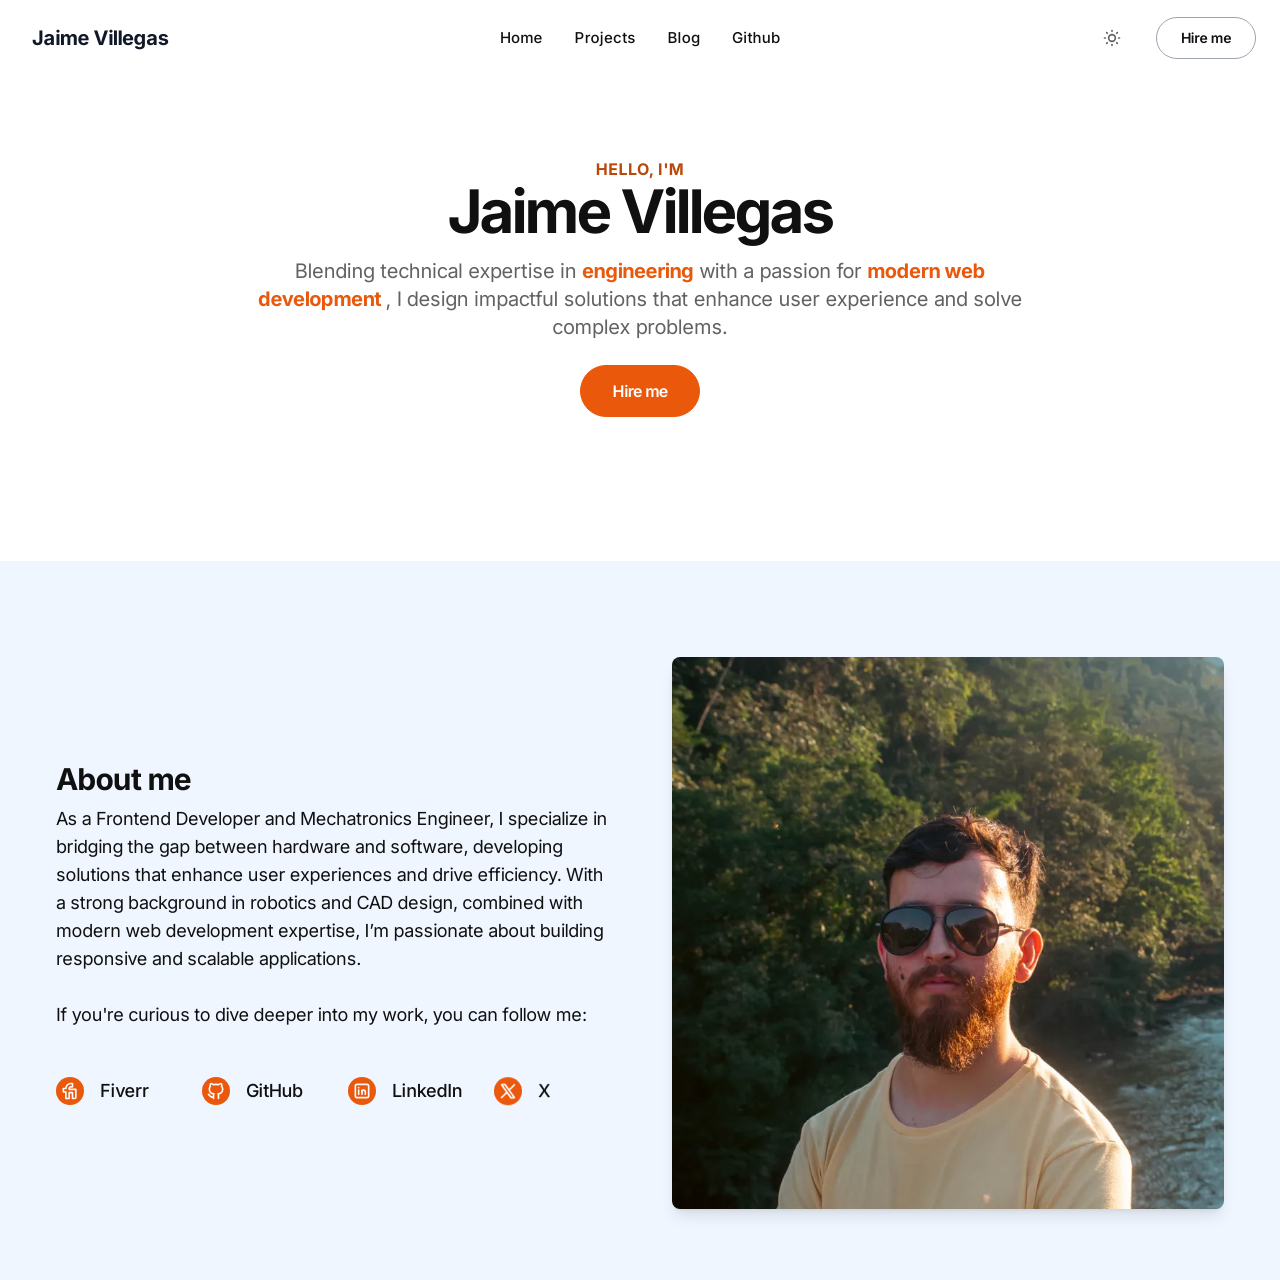 Jaime Villegas
Home Projects Blog Github
Hire me
HELLO, I'M
Jaime Villegas
Blending technical expertise in engineering with a passion for modern web
development , I design impactful solutions that enhance user experience and solve
complex problems.
Hire me
About me
As a Frontend Developer and Mechatronics Engineer, I specialize in
bridging the gap between hardware and software, developing
solutions that enhance user experiences and drive efficiency. With
a strong background in robotics and CAD design, combined with
modern web development expertise, I’m passionate about building
responsive and scalable applications.
If you're curious to dive deeper into my work, you can follow me:
Fiverr GitHub LinkedIn X